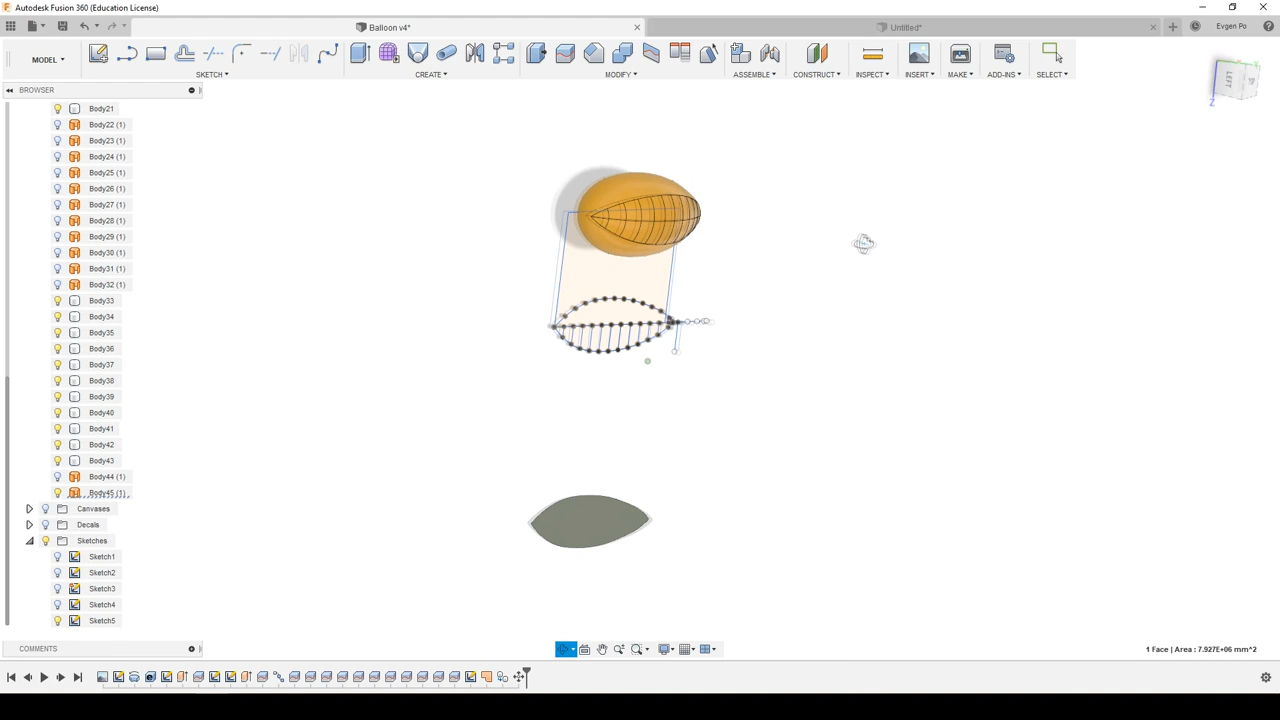 Autodesk Fusion 360 (Education License)
Balloon v4*
Untitled*
Evgen Po
MODEL
SKETCH
CREATE
MODIFY
ASSEMBLE
CONSTRUCT
INSPECT
INSERT
MAKE
ADD-INS
SELECT
LEFT
Z
BROWSER
Body21
Body22 (1)
Body23 (1)
Body24 (1)
Body25 (1)
Body26 (1)
Body27 (1)
Body28 (1)
Body29 (1)
Body30 (1)
Body31 (1)
Body32 (1)
Body33
Body34
Body35
Body36
Body37
Body38
Body39
Body40
Body41
Body42
Body43
Body44 (1)
Body45 (1)
Canvases
Decals
Sketches
Sketch1
Sketch2
Sketch3
Sketch4
Sketch5
COMMENTS
1 Face | Area : 7.927E+06 mm^2